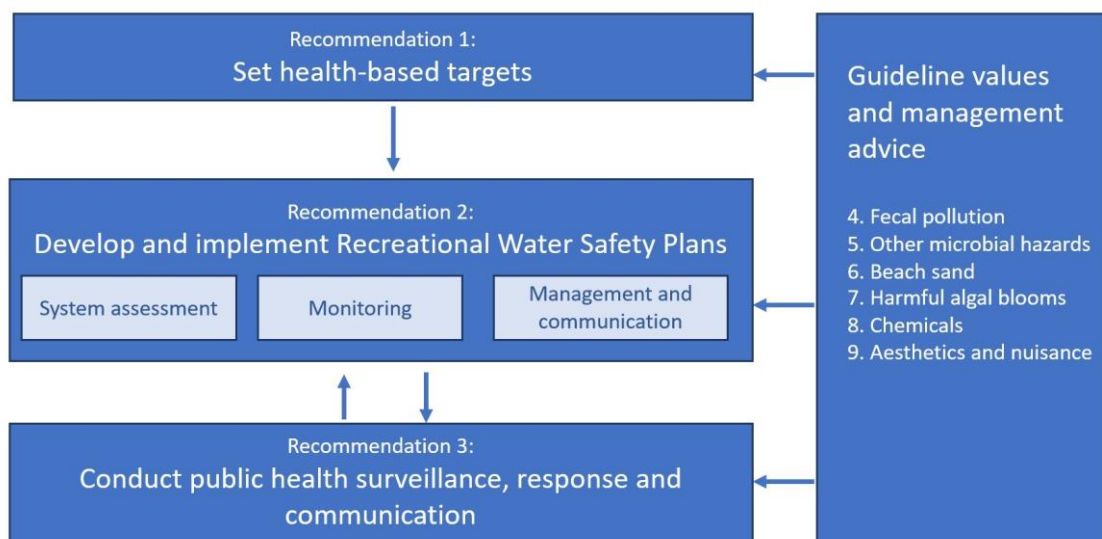 Recommendation 1:
Set health-based targets
Recommendation 2:
Develop and implement Recreational Water Safety Plans
System assessment
Monitoring
Management and
communication
Recommendation 3:
Conduct public health surveillance, response and
communication
Guideline values
and management
advice
4. Fecal pollution
5. Other microbial hazards
6. Beach sand
7. Harmful algal blooms
8. Chemicals
9. Aesthetics and nuisance